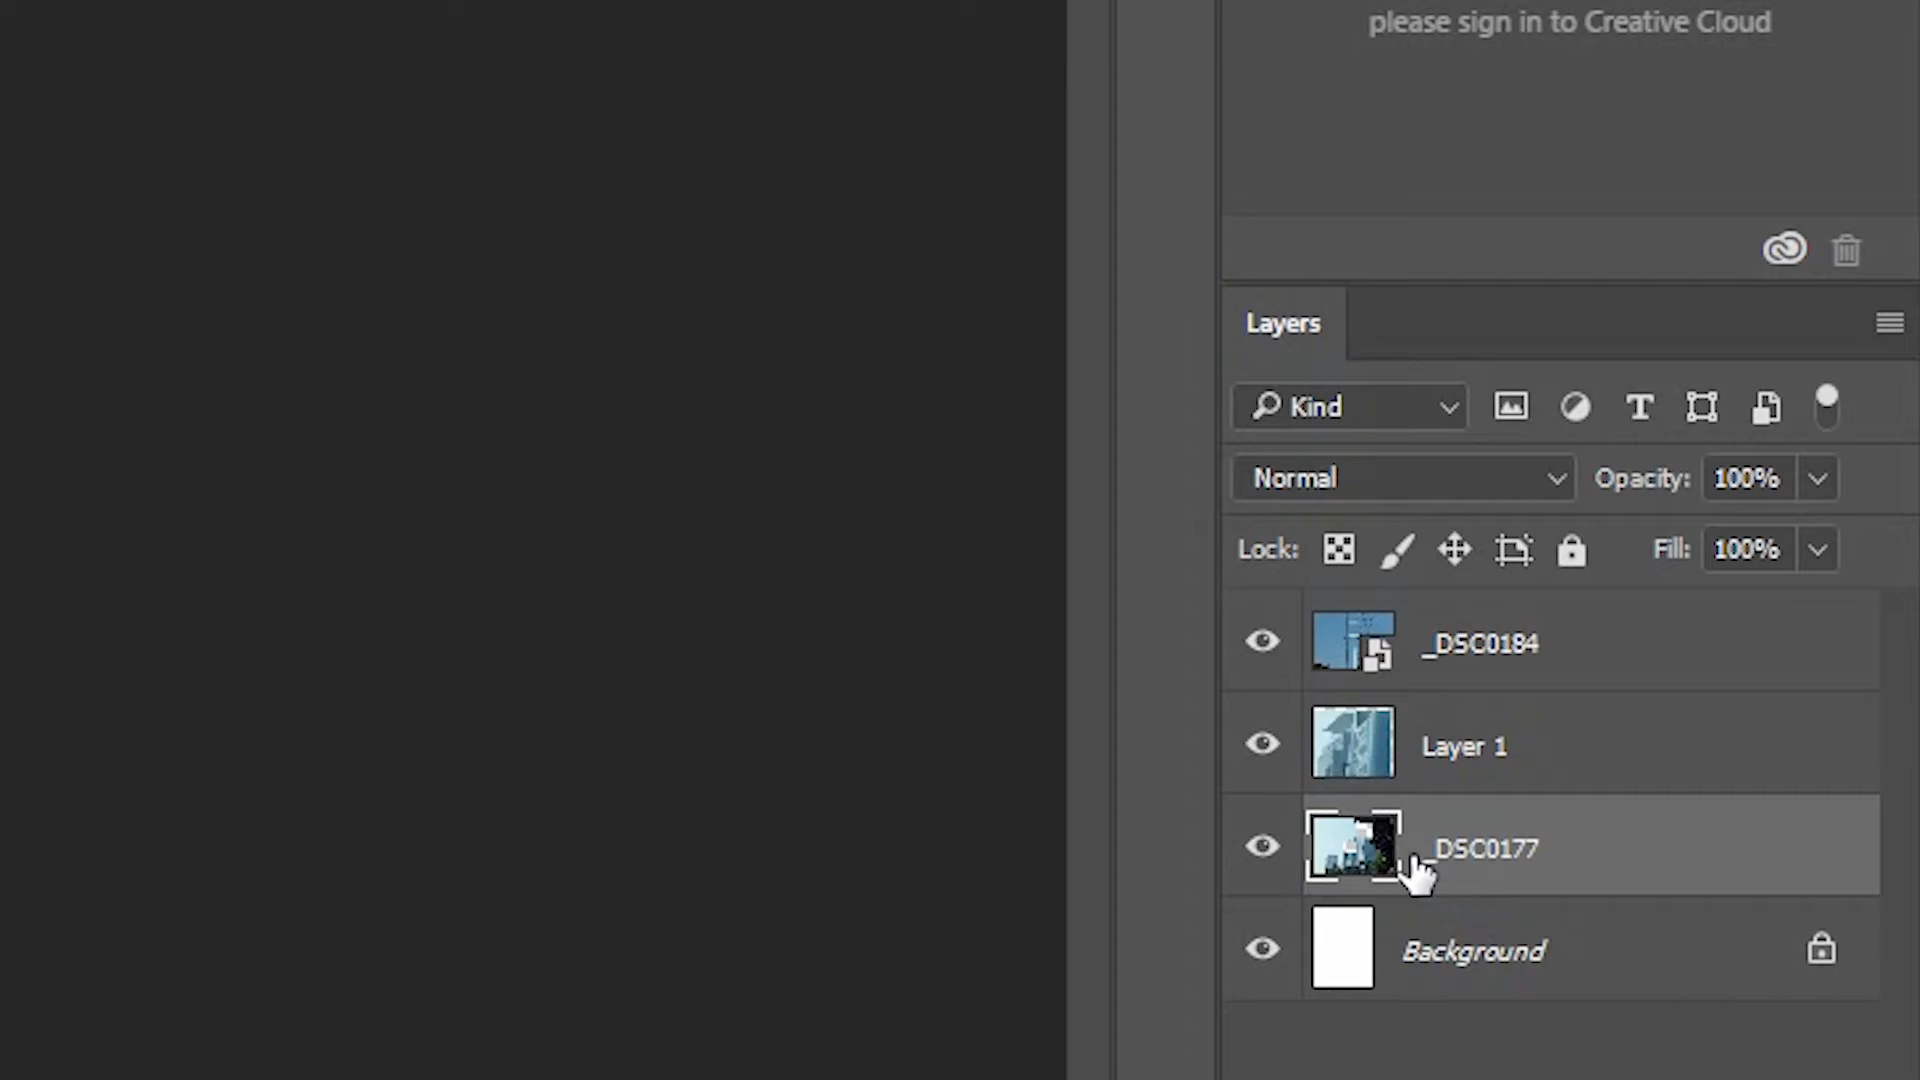 please sign in to Creative Cloud
Layers
Kind
Normal
Opacity: 100%
Lock:
Fill: 100%
_DSC0184
Layer 1
_DSC0177
Background